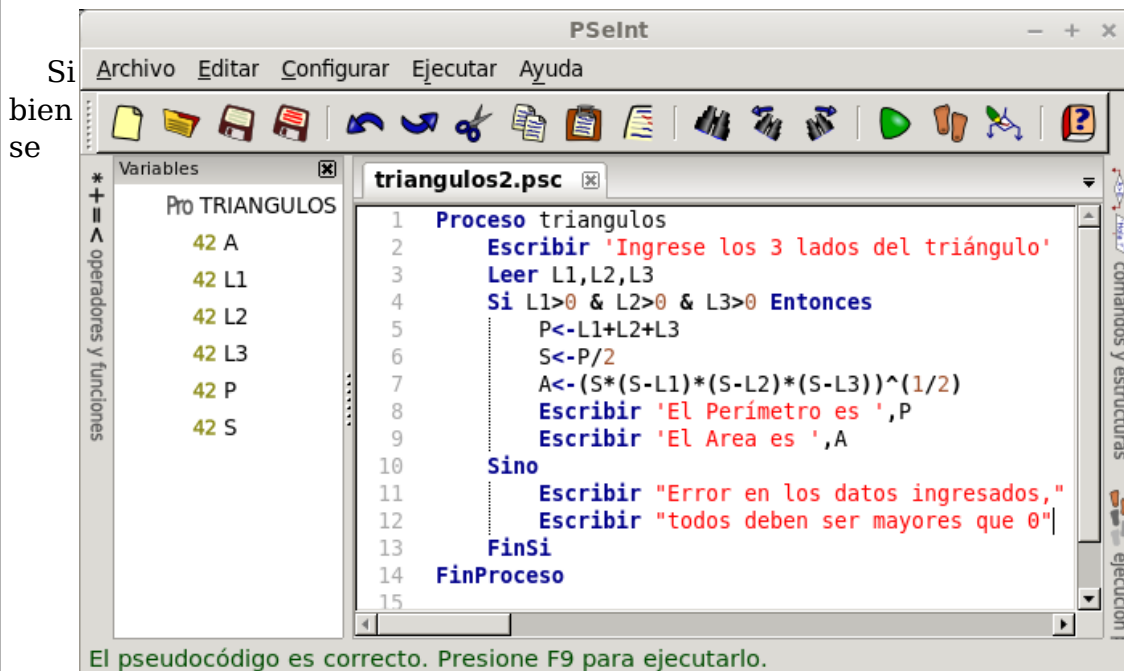 Si
bien
se
PSeInt
Archivo Editar Configurar Ejecutar Ayuda
Variables
Pro TRIANGULOS
42 A
42 L1
42 L2
42 L3
42 P
42 S
* + = < operadores y funciones
triangulos2.psc
1 Proceso triangulos
2 Escribir 'Ingrese los 3 lados del triángulo'
3 Leer L1,L2,L3
4 Si L1>0 & L2>0 & L3>0 Entonces
5 P<-L1+L2+L3
6 S<-P/2
7 A<-(S*(S-L1)*(S-L2)*(S-L3))^(1/2)
8 Escribir 'El Perímetro es ',P
9 Escribir 'El Area es ',A
10 Sino
11 Escribir "Error en los datos ingresados,"
12 Escribir "todos deben ser mayores que 0"
13 FinSi
14 FinProceso
15
comandos y estructuras
ejecución
El pseudocódigo es correcto. Presione F9 para ejecutarlo.